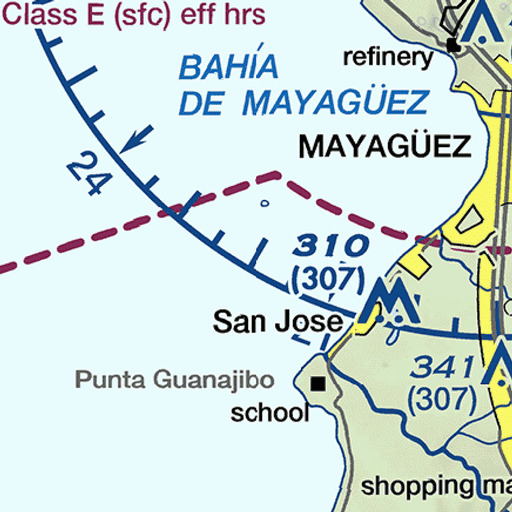 Class E (sfc) eff hrs
refinery
BAHÍA
DE MAYAGÜEZ
MAYAGÜEZ
24
310
(307)
San Jose
341
(307)
Punta Guanajibo
school
shopping